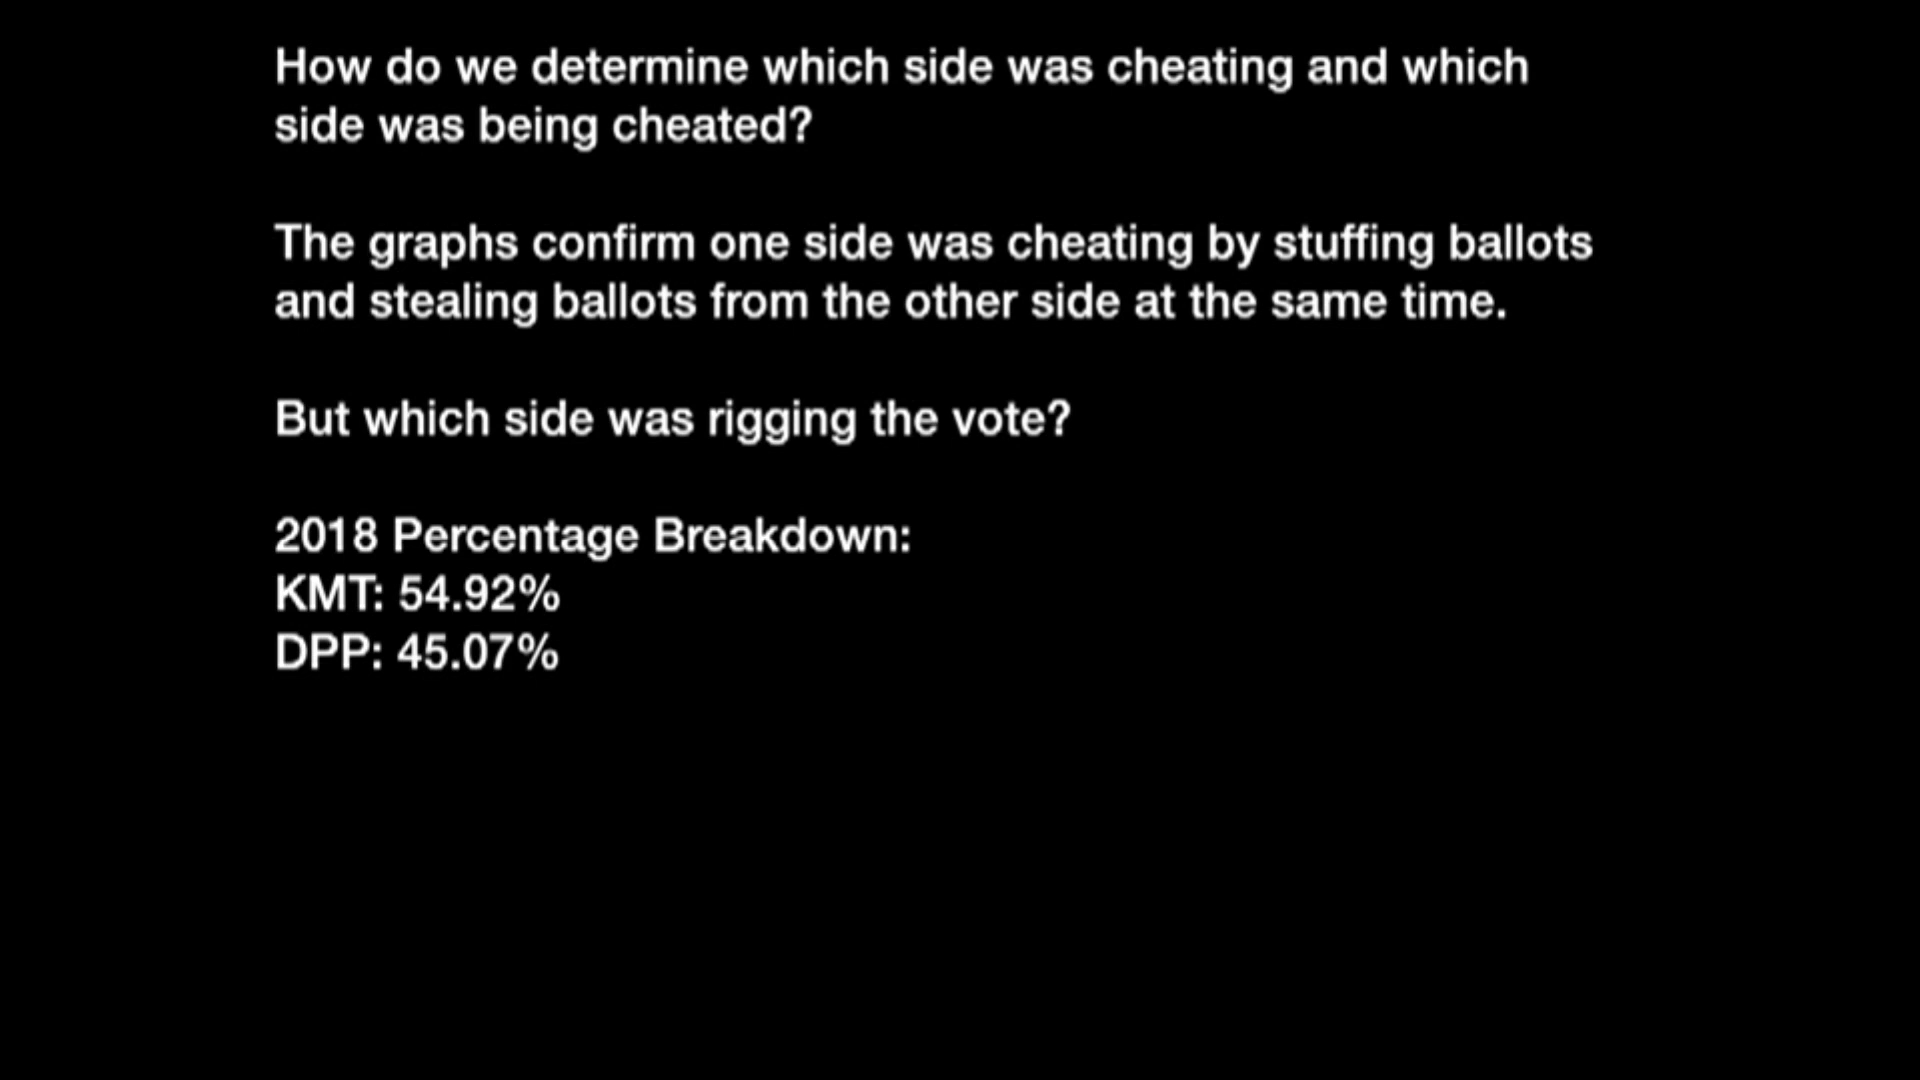 How do we determine which side was cheating and which
side was being cheated?
The graphs confirm one side was cheating by stuffing ballots
and stealing ballots from the other side at the same time.
But which side was rigging the vote?
2018 Percentage Breakdown:
KMT: 54.92%
DPP: 45.07%